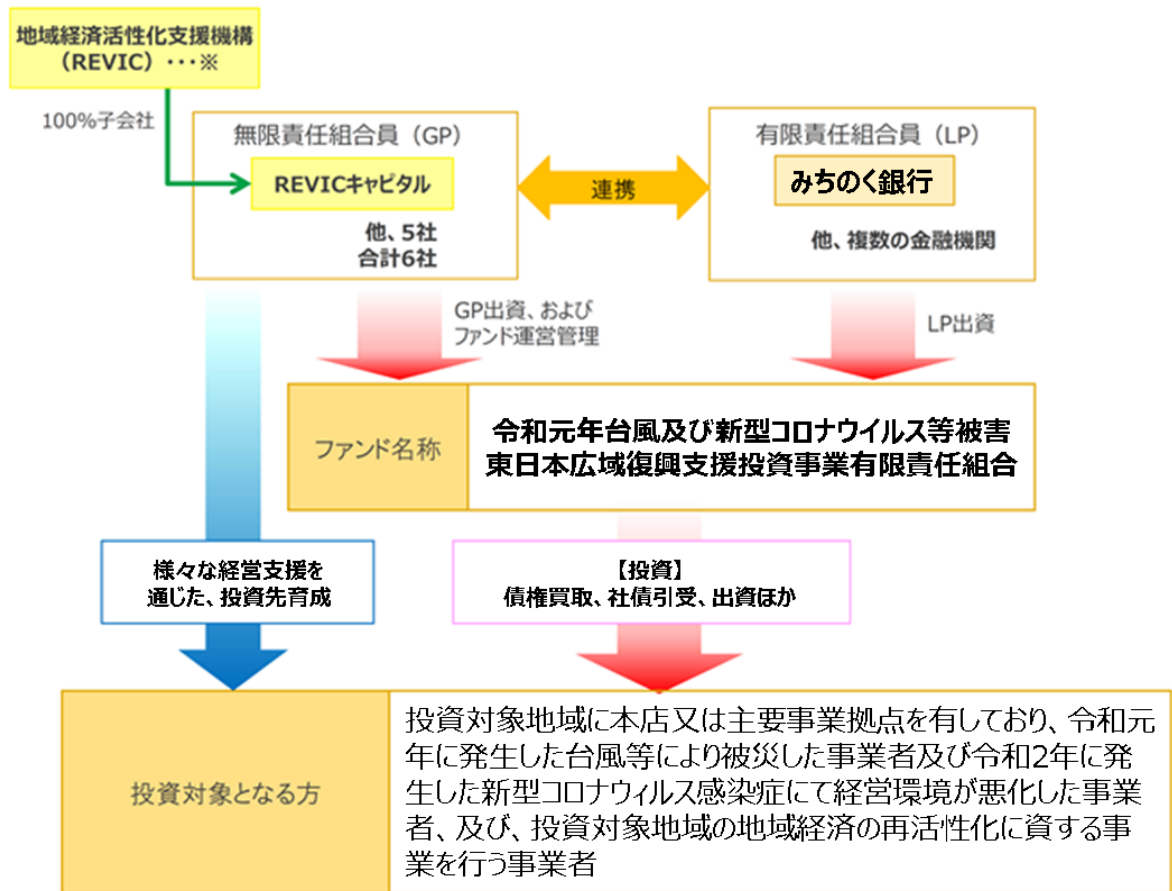 地域経済活性化支援機構
（REVIC）・・・※
100%子会社
無限責任組合員（GP）
REVICキャピタル
他、5社
合計6社
連携
有限責任組合員（LP）
みちのく銀行
他、複数の金融機関
GP出資、および
ファンド運営管理
LP出資
ファンド名称
令和元年台風及び新型コロナウイルス等被害
東日本広域復興支援投資事業有限責任組合
様々な経営支援を
通じた、投資先育成
【投資】
債権買取、社債引受、出資ほか
投資対象となる方
投資対象地域に本店又は主要事業拠点を有しており、令和元
年に発生した台風等により被災した事業者及び令和2年に発
生した新型コロナウィルス感染症にて経営環境が悪化した事業
者、及び、投資対象地域の地域経済の再活性化に資する事
業を行う事業者